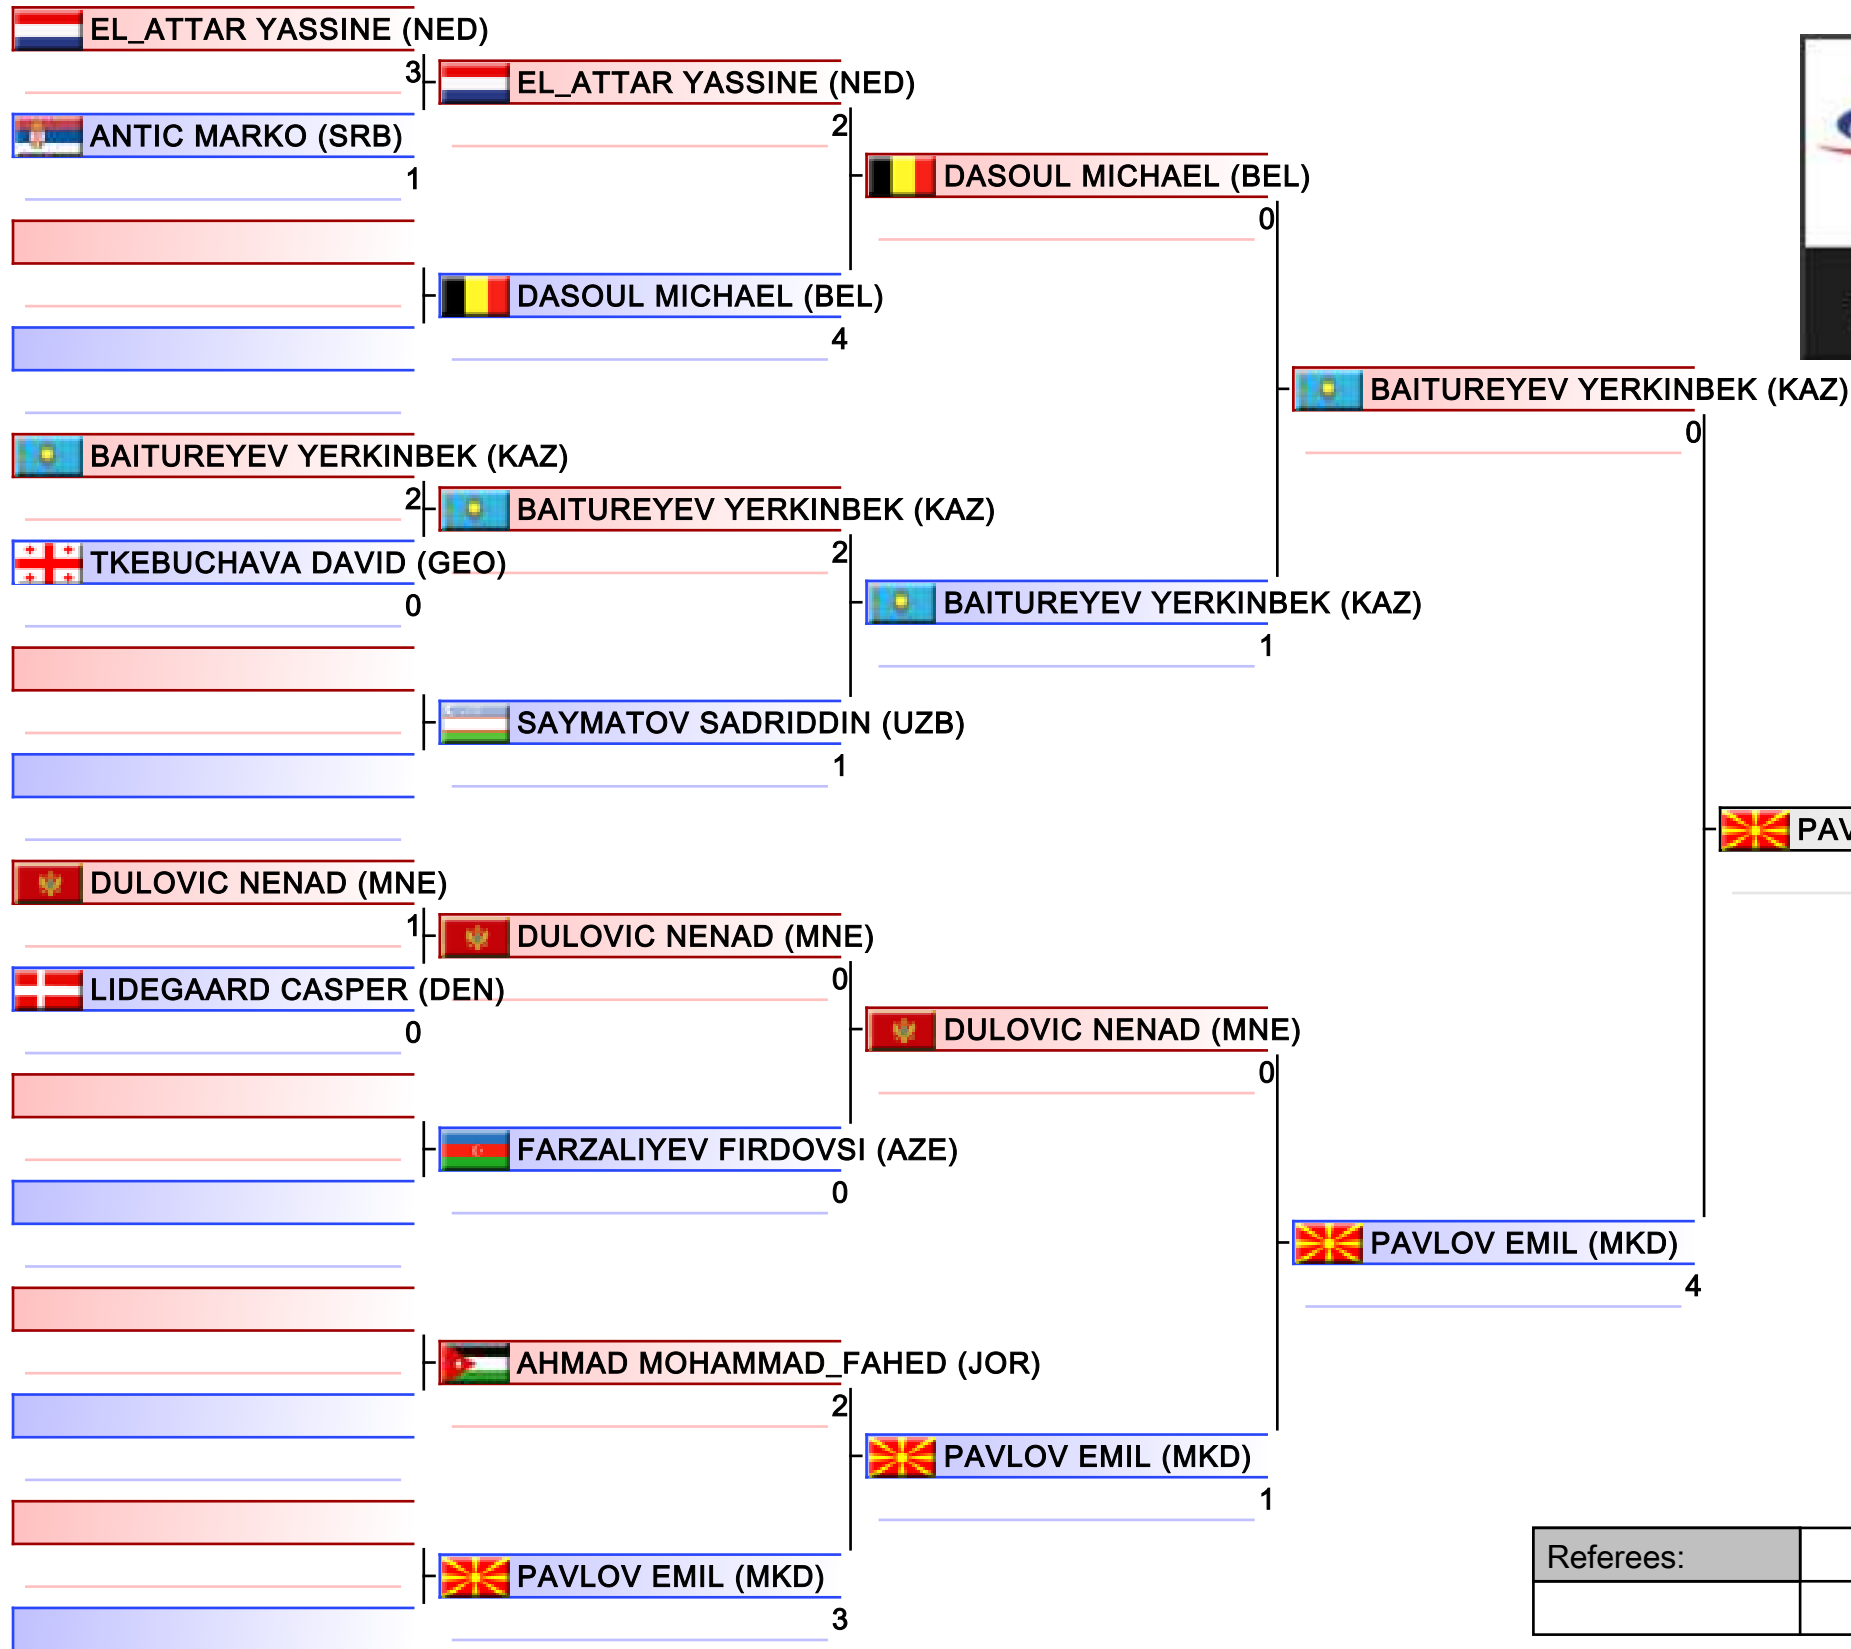 EL_ATTAR YASSINE (NED)
3
EL_ATTAR YASSINE (NED)
2
ANTIC MARKO (SRB)
1
DASOUL MICHAEL (BEL)
0
DASOUL MICHAEL (BEL)
4
BAITUREYEV YERKINBEK (KAZ)
0
BAITUREYEV YERKINBEK (KAZ)
2
BAITUREYEV YERKINBEK (KAZ)
2
TKEBUCHAVA DAVID (GEO)
0
BAITUREYEV YERKINBEK (KAZ)
1
SAYMATOV SADRIDDIN (UZB)
1
PAV
DULOVIC NENAD (MNE)
1
DULOVIC NENAD (MNE)
0
LIDEGAARD CASPER (DEN)
0
DULOVIC NENAD (MNE)
0
FARZALIYEV FIRDOVSI (AZE)
0
PAVLOV EMIL (MKD)
4
AHMAD MOHAMMAD_FAHED (JOR)
2
PAVLOV EMIL (MKD)
1
PAVLOV EMIL (MKD)
3
Referees: